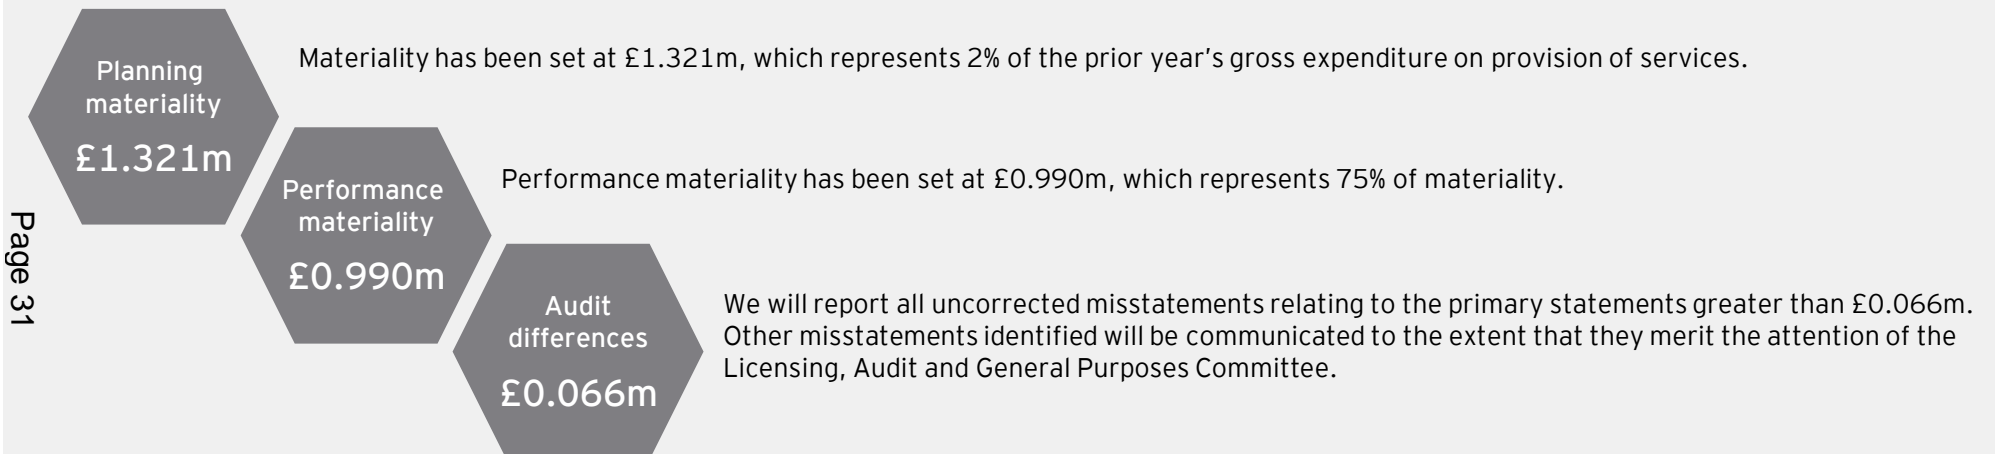 Planning
materiality
£1.321m
Materiality has been set at £1.321m, which represents 2% of the prior year's gross expenditure on provision of services.
Performance
materiality
£0.990m
Performance materiality has been set at £0.990m, which represents 75% of materiality.
Audit
differences
£0.066m
We will report all uncorrected misstatements relating to the primary statements greater than £0.066m.
Other misstatements identified will be communicated to the extent that they merit the attention of the
Licensing, Audit and General Purposes Committee.
Page 31